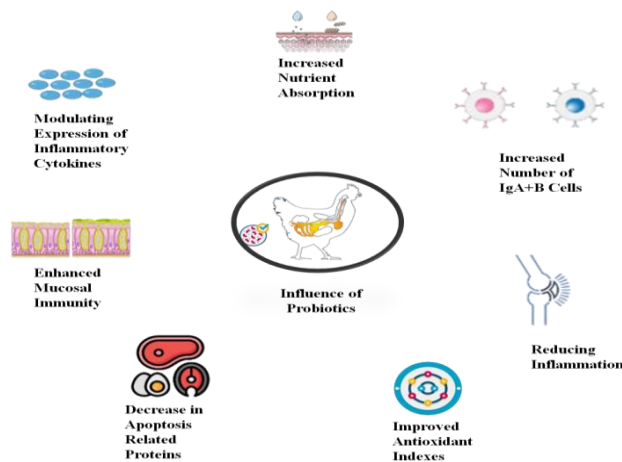 Increased
Nutrient
Absorption
Modulating
Expression of
Inflammatory
Cytokines
Increased
Number of
IgA+B Cells
Enhanced
Mucosal
Immunity
Influence of
Probiotics
Reducing
Inflammation
Decrease in
Apoptosis
Related
Proteins
Improved
Antioxidant
Indexes